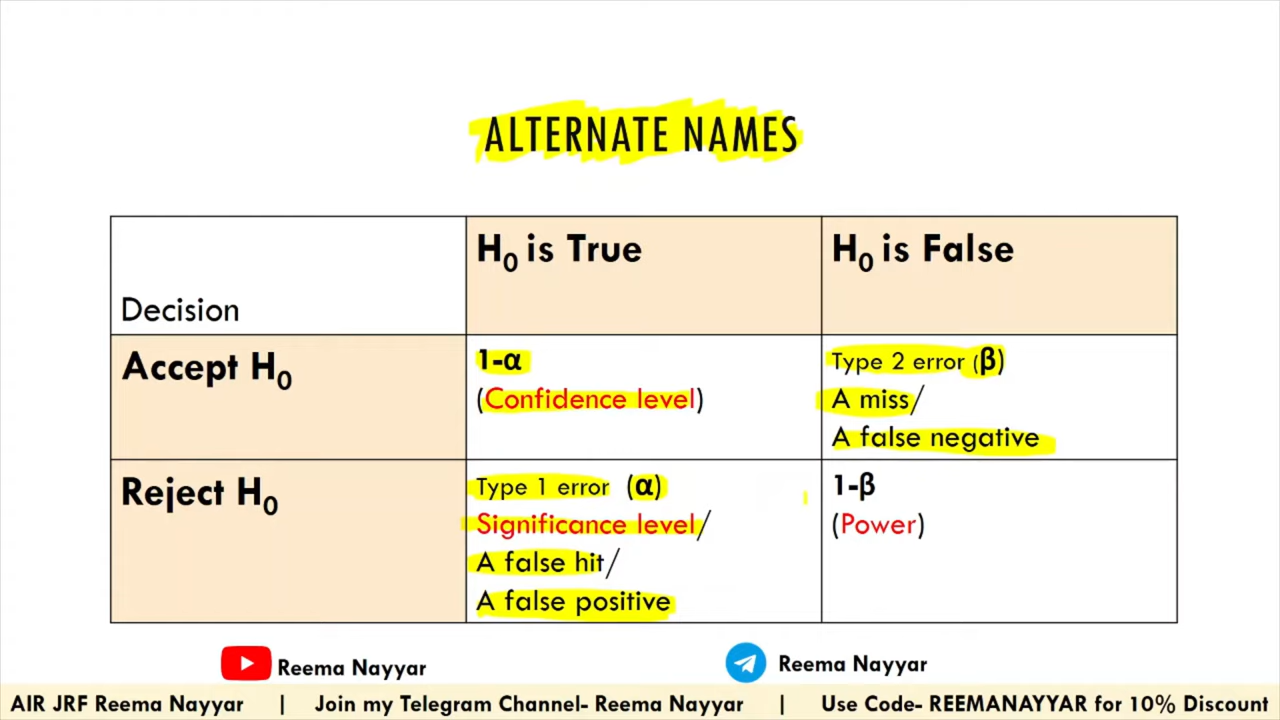 ALTERNATE NAMES
Decision
H₀ is True
H₀ is False
Accept H₀
1-α
(Confidence level)
Type 2 error (β)
A miss/
A false negative
Reject H₀
Type 1 error (α)
Significance level/
A false hit/
A false positive
1-β
(Power)
Reema Nayyar
Reema Nayyar
AIR JRF Reema Nayyar | Join my Telegram Channel- Reema Nayyar | Use Code- REEMANAYYAR for 10% Discount